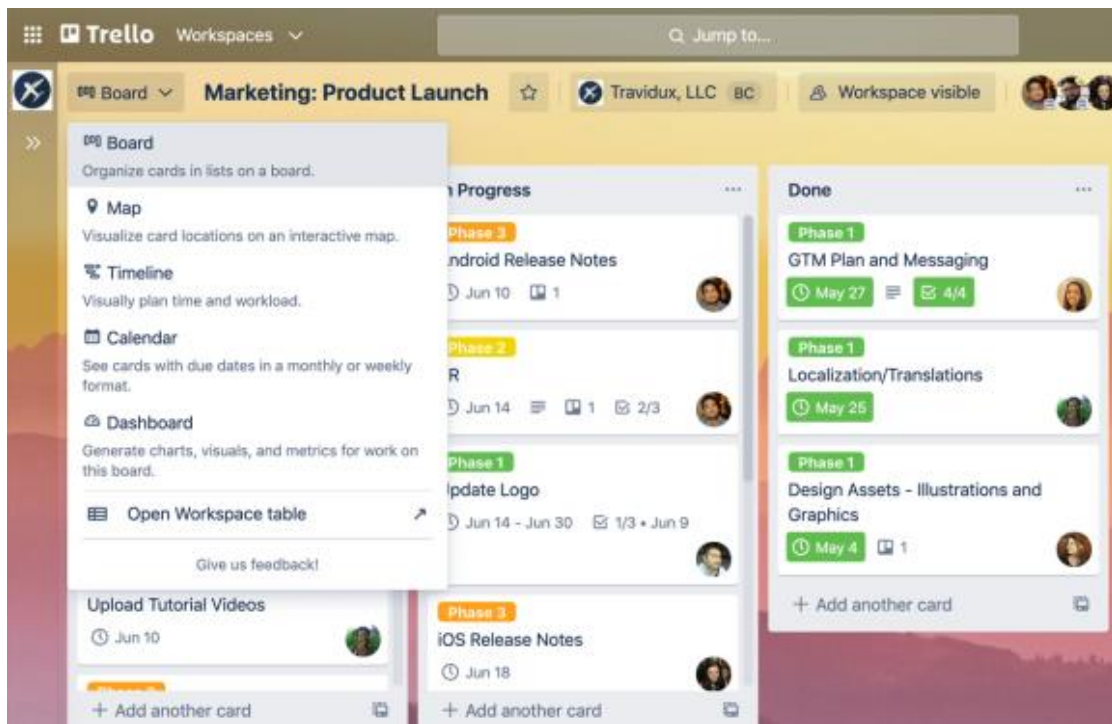 Trello
Workspaces
Jump to...
Board
Marketing: Product Launch
Travidux, LLC BC
Workspace visible
Board
Organize cards in lists on a board.
Map
Visualize card locations on an interactive map.
Timeline
Visually plan time and workload.
Calendar
See cards with due dates in a monthly or weekly
format.
Dashboard
Generate charts, visuals, and metrics for work on
this board.
Open Workspace table
Give us feedback!
Upload Tutorial Videos
Jun 10
+ Add another card
n Progress
Phase 3
ndroid Release Notes
Jun 10 1
Phase 2
R
Jun 14 1 2/3
Phase 1
pdate Logo
Jun 14 - Jun 30 1/3 • Jun 9
Phase 3
iOS Release Notes
Jun 18
+ Add another card
Done
Phase 1
GTM Plan and Messaging
May 27 4/4
Phase 1
Localization/Translations
May 25
Phase 1
Design Assets - Illustrations and
Graphics
May 4 1
+ Add another card